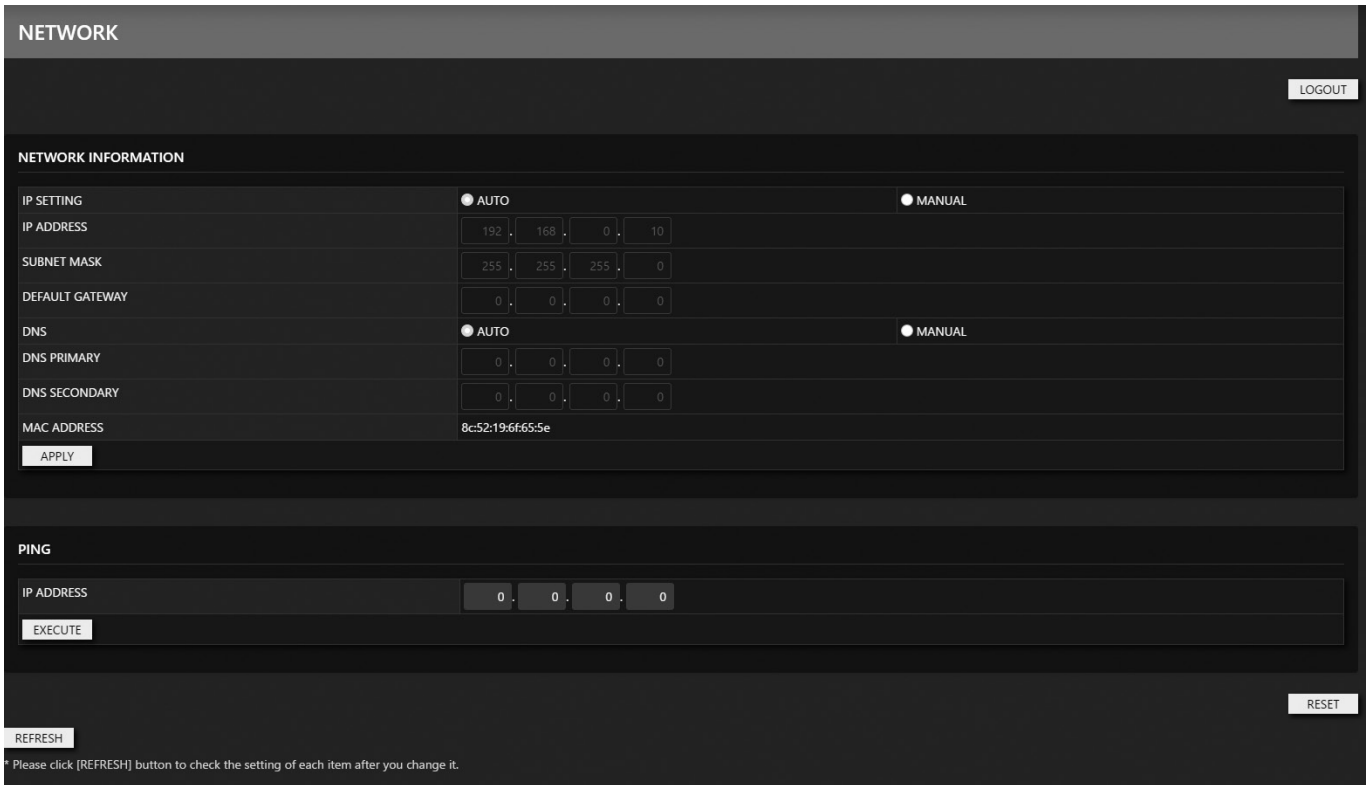 NETWORK
LOGOUT
NETWORK INFORMATION
IP SETTING AUTO MANUAL
IP ADDRESS 192 . 168 . 0 . 10
SUBNET MASK 255 . 255 . 255 . 0
DEFAULT GATEWAY 0 . 0 . 0 . 0
DNS AUTO MANUAL
DNS PRIMARY 0 . 0 . 0 . 0
DNS SECONDARY 0 . 0 . 0 . 0
MAC ADDRESS 8c:52:19:6f:65:5e
APPLY
PING
IP ADDRESS 0 . 0 . 0 . 0
EXECUTE
RESET
REFRESH
* Please click [REFRESH] button to check the setting of each item after you change it.